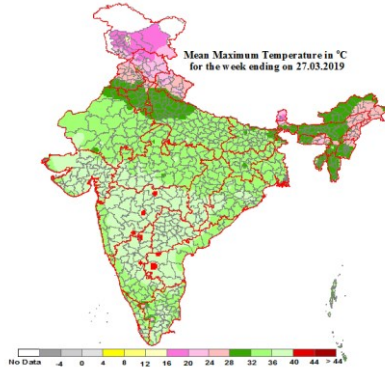 Mean Maximum Temperature in °C
for the week ending on 27.03.2019
No Data -4 0 4 8 12 16 20 24 28 32 36 40 44 > 44